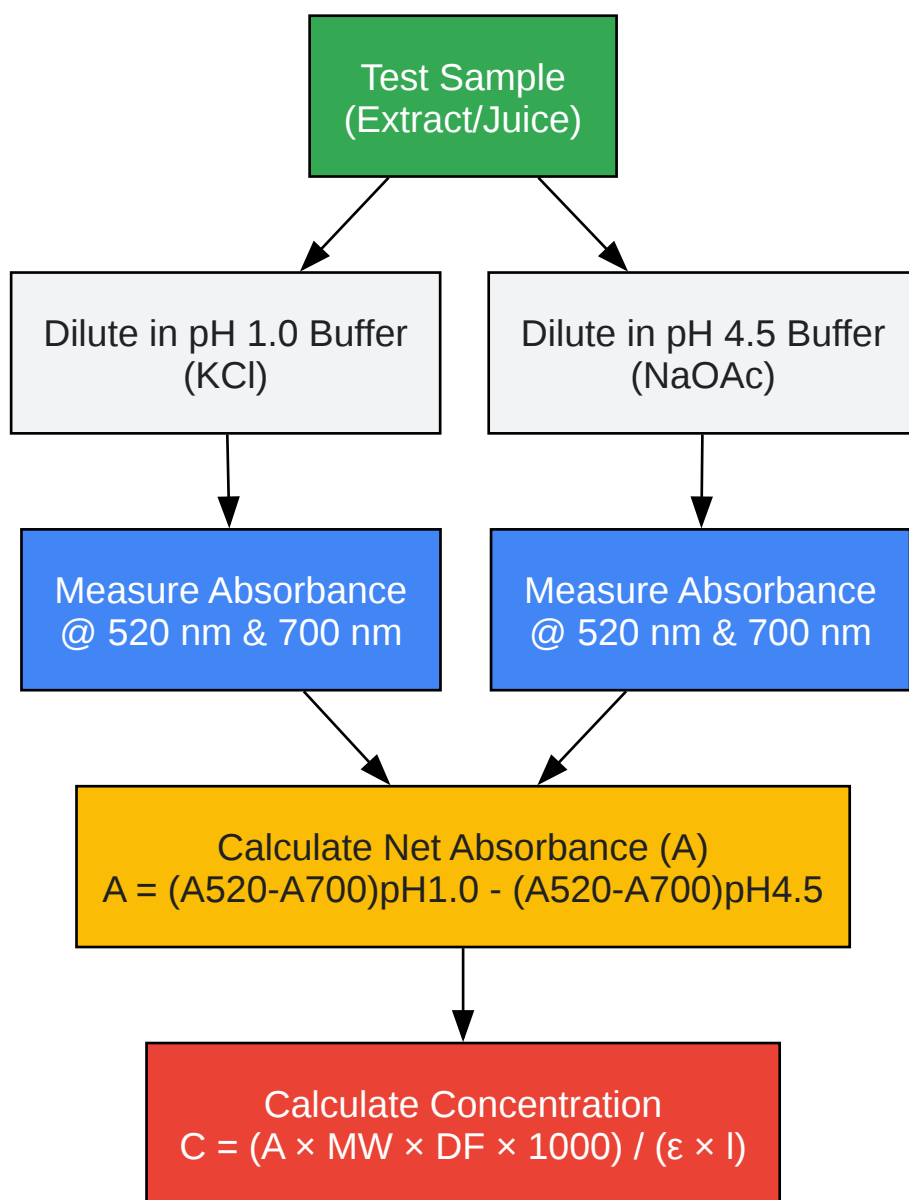 Test Sample
(Extract/Juice)
Dilute in pH 1.0 Buffer
(KCl)
Dilute in pH 4.5 Buffer
(NaOAc)
Measure Absorbance
@ 520 nm & 700 nm
Measure Absorbance
@ 520 nm & 700 nm
Calculate Net Absorbance (A)
A = (A520-A700)pH1.0 - (A520-A700)pH4.5
Calculate Concentration
C = (A × MW × DF × 1000) / (ε × l)